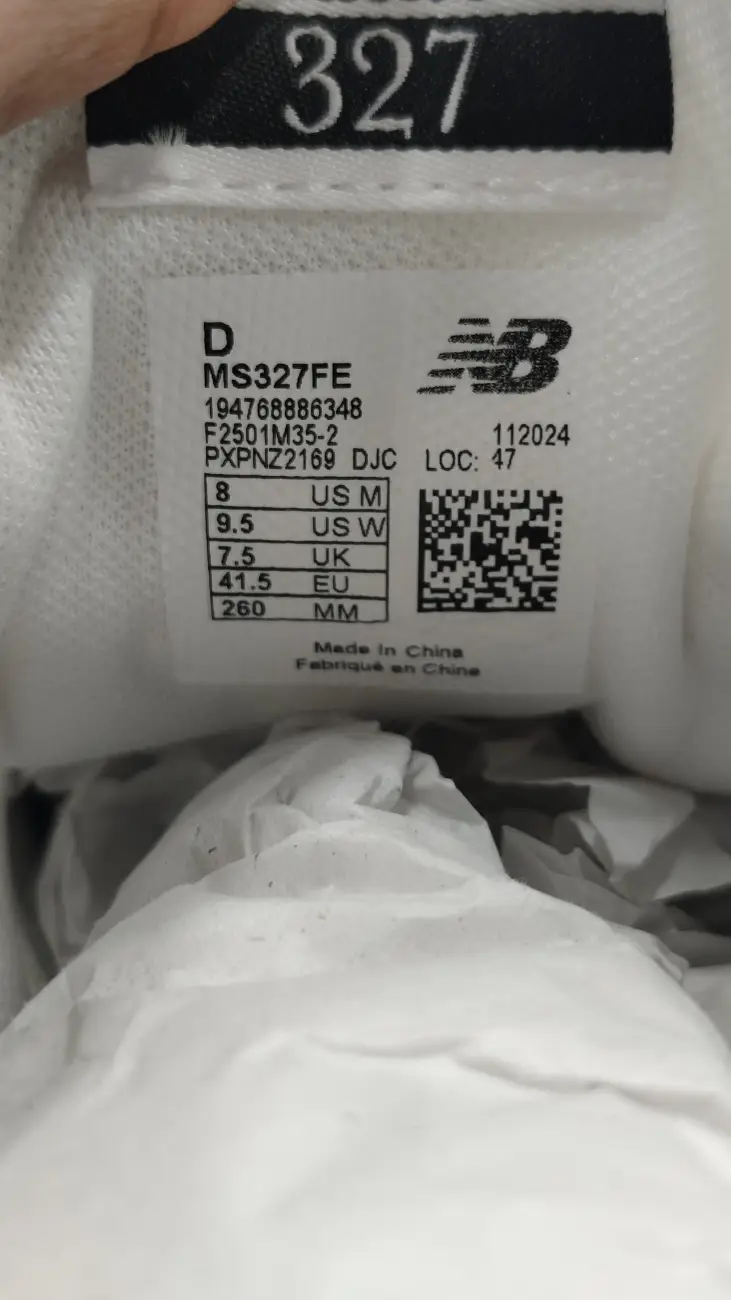 327
D
NB
MS327FE
194768886348
F2501M35-2 112024
PXPNZ2169 DJC LOC: 47
8 US M
9.5 US W
7.5 UK
41.5 EU
260 MM
Made in China
Fabriqué en Chine